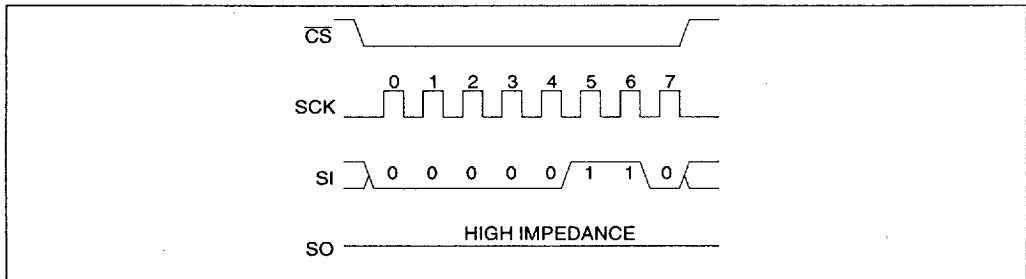 CS
0 1 2 3 4 5 6 7
SCK
SI 0 0 0 0 0 1 1 0
HIGH IMPEDANCE
SO